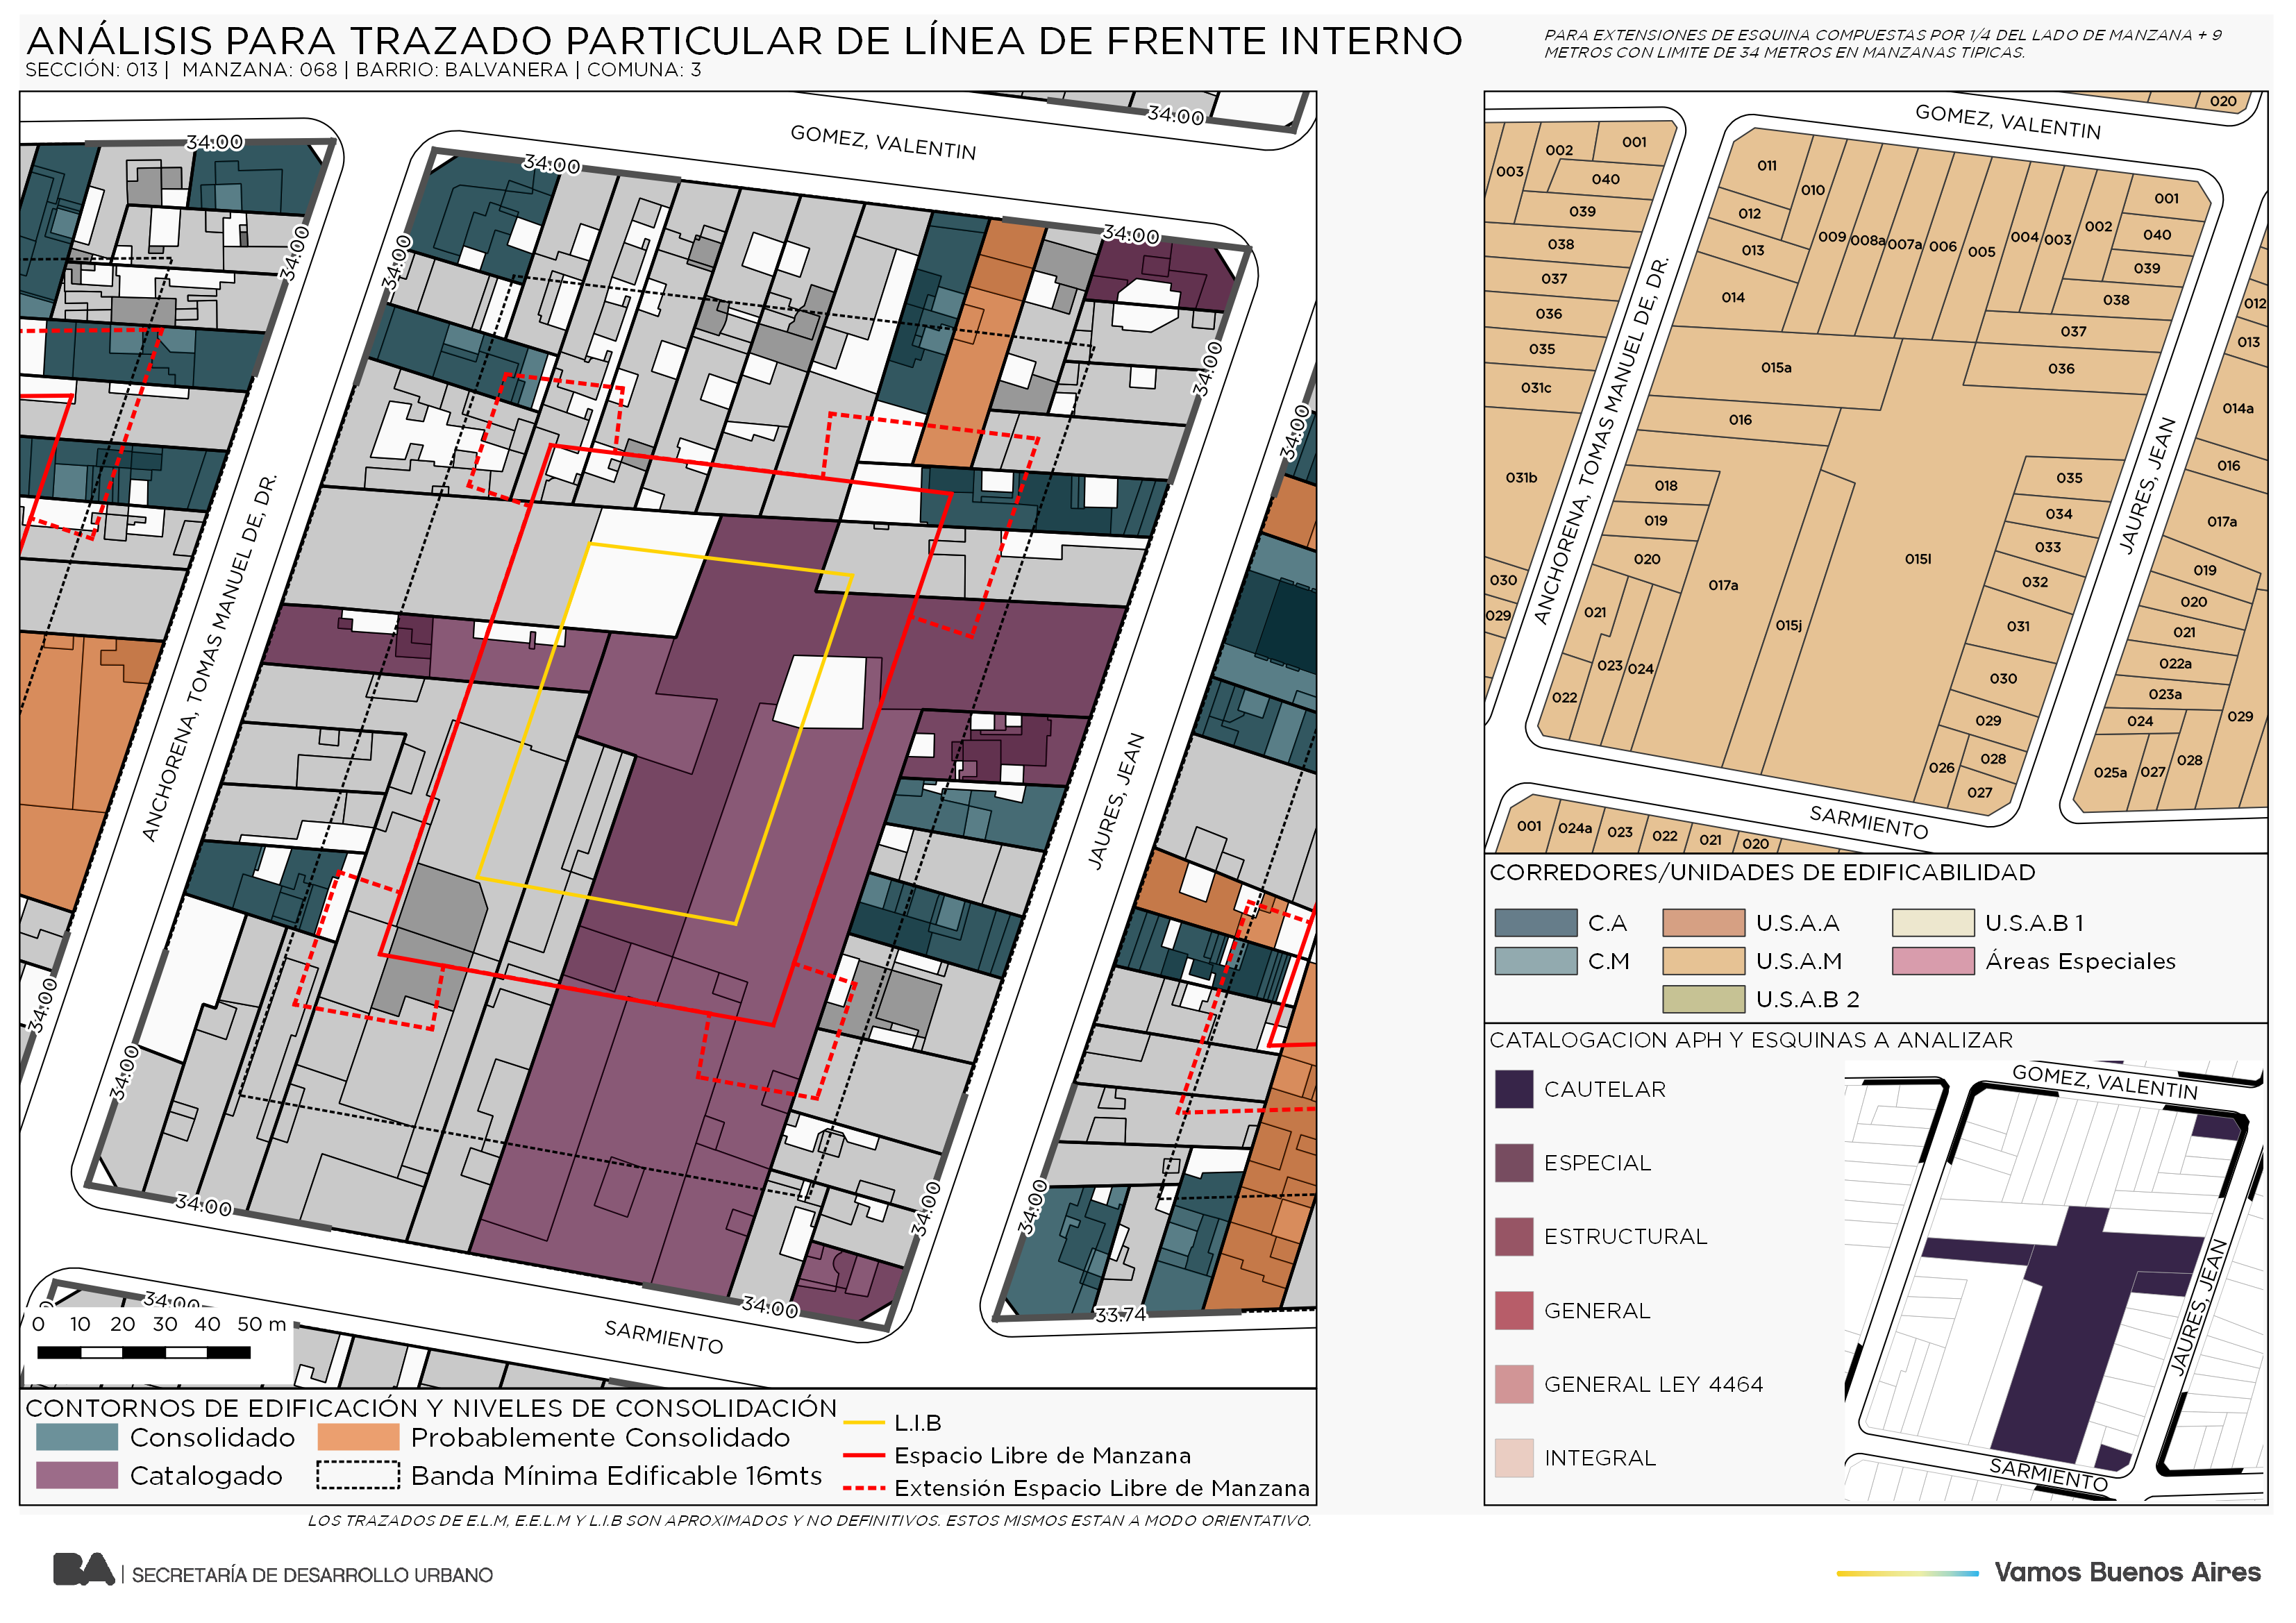 ANÁLISIS PARA TRAZADO PARTICULAR DE LÍNEA DE FRENTE INTERNO
SECCIÓN: 013 | MANZANA: 068 | BARRIO: BALVANERA | COMUNA: 3
PARA EXTENSIONES DE ESQUINA COMPUESTAS POR 1/4 DEL LADO DE MANZANA + 9
METROS CON LIMITE DE 34 METROS EN MANZANAS TIPICAS.
34.00
34.00
34.00
34.00
GOMEZ, VALENTIN
34.00
34.00
34.00
34.00
34.00
ANCHORENA, TOMAS MANUEL DE, DR.
JAURES, JEAN
34.00
34.00
34.00
34.00
34.00
34.00
34.00
33.74
SARMIENTO
0 10 20 30 40 50 m
CONTORNOS DE EDIFICACIÓN Y NIVELES DE CONSOLIDACIÓN
Consolidado
Probablemente Consolidado
Catalogado
Banda Mínima Edificable 16mts
L.I.B
Espacio Libre de Manzana
Extensión Espacio Libre de Manzana
020
GOMEZ, VALENTIN
003
002
001
040
039
038
037
036
035
031c
031b
030
029
011
010
012
013
014
009
008a
007a
006
005
004
003
002
001
040
039
038
037
036
015a
016
018
019
020
021
022
023
024
017a
015j
015l
035
034
033
032
031
030
029
028
027
026
012
013
014a
016
017a
019
020
021
022a
023a
024
029
025a
027
028
001
024a
023
022
021
020
ANCHORENA, TOMAS MANUEL DE, DR.
JAURES, JEAN
SARMIENTO
CORREDORES/UNIDADES DE EDIFICABILIDAD
C.A
U.S.A.A
U.S.A.B 1
C.M
U.S.A.M
Áreas Especiales
U.S.A.B 2
CATALOGACION APH Y ESQUINAS A ANALIZAR
CAUTELAR
ESPECIAL
ESTRUCTURAL
GENERAL
GENERAL LEY 4464
INTEGRAL
GOMEZ, VALENTIN
JAURES, JEAN
SARMIENTO
LOS TRAZADOS DE E.L.M, E.E.L.M Y L.I.B SON APROXIMADOS Y NO DEFINITIVOS. ESTOS MISMOS ESTAN A MODO ORIENTATIVO.
BA | SECRETARÍA DE DESARROLLO URBANO
Vamos Buenos Aires